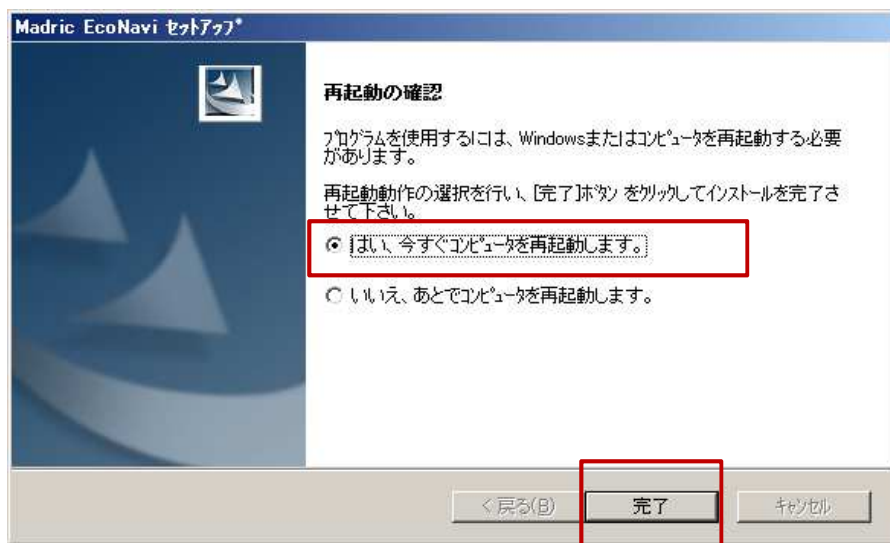 Madric EcoNavi ｾｯﾄｱｯﾌﾟ
再起動の確認
ﾌﾟﾛｸﾞﾗﾑを使用するには、Windowsまたはｺﾝﾋﾟｭｰﾀを再起動する必要
があります。
再起動動作の選択を行い、[完了]ﾎﾞﾀﾝ をｸﾘｯｸしてｲﾝｽﾄｰﾙを完了さ
せて下さい。
はい、今すぐｺﾝﾋﾟｭｰﾀを再起動します。
いいえ、あとでｺﾝﾋﾟｭｰﾀを再起動します。
< 戻る(B)
完了
ｷｬﾝｾﾙ